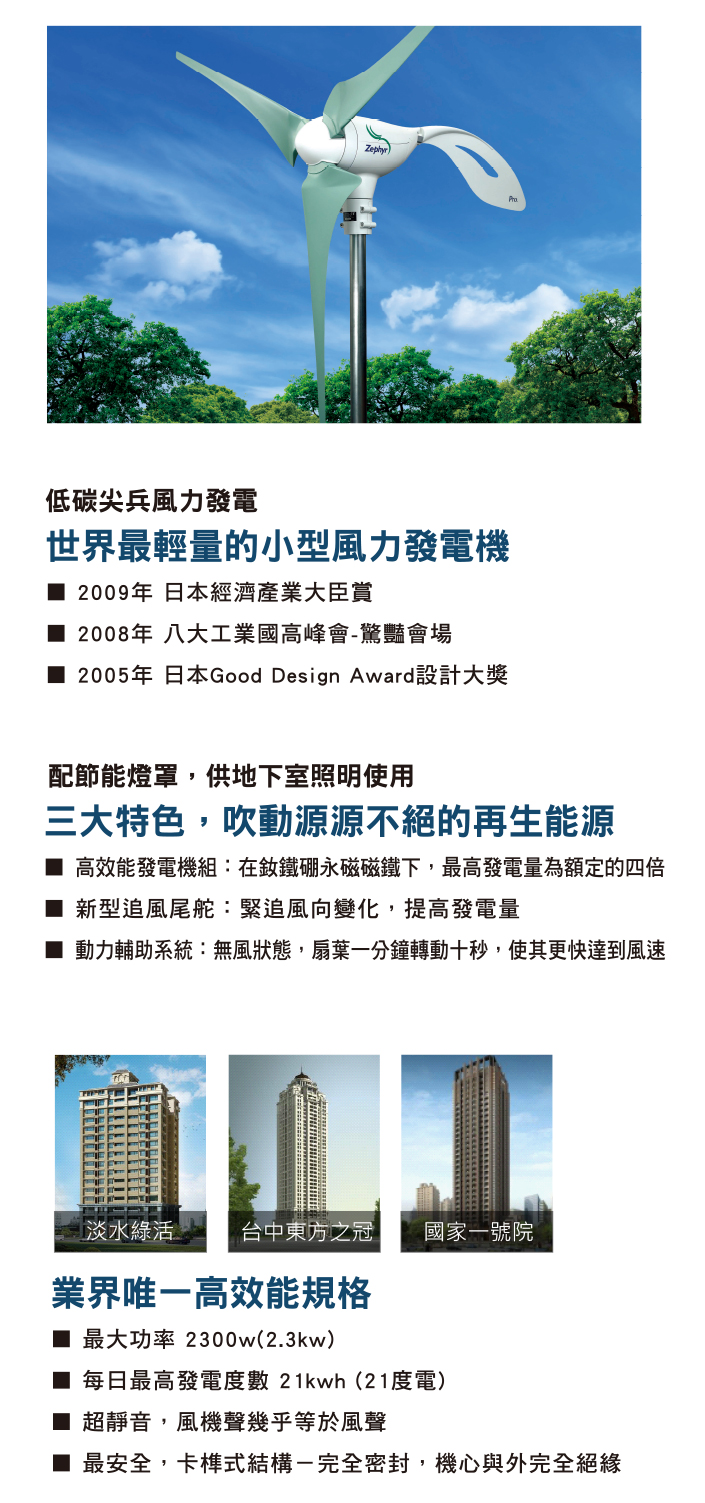 Zephyr
Pro.
低碳尖兵風力發電
世界最輕量的小型風力發電機
■ 2009年 日本經濟產業大臣賞
■ 2008年 八大工業國高峰會-驚豔會場
■ 2005年 日本Good Design Award設計大獎
配節能燈罩，供地下室照明使用
三大特色，吹動源源不絕的再生能源
■ 高效能發電機組：在釹鐵硼永磁磁鐵下，最高發電量為額定的四倍
■ 新型追風尾舵：緊追風向變化，提高發電量
■ 動力輔助系統：無風狀態，扇葉一分鐘轉動十秒，使其更快達到風速
淡水綠活 台中東方之冠 國家一號院
業界唯一高效能規格
■ 最大功率 2300w(2.3kw)
■ 每日最高發電度數 21kwh (21度電)
■ 超靜音，風機聲幾乎等於風聲
■ 最安全，卡榫式結構－完全密封，機心與外完全絕緣